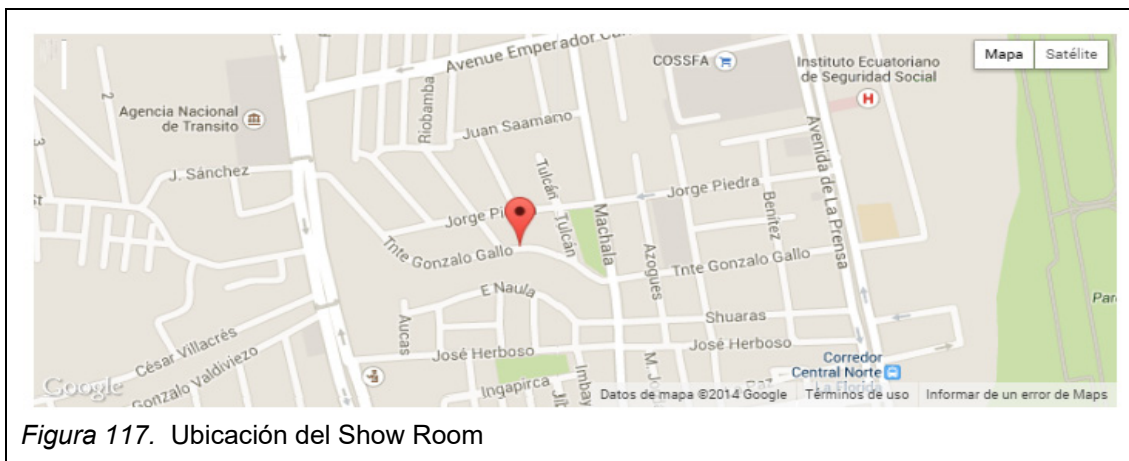 Avenue Emperador
COSSFA
Instituto Ecuatoriano
de Seguridad Social
Mapa
Satélite
Agencia Nacional
de Transito
2
3
Riobamba
Juan Saamano
J. Sánchez
Tulcán
Tulcán
Jorge Piedra
Jorge
Machala
Benítez
Avenida de La Prensa
Tnte Gonzalo Gallo
Azogues
Tnte Gonzalo Gallo
E Naula
Shuaras
Aucas
José Herboso
José Herboso
César Villacrés
Gonzalo Valdiviezo
Corredor
Central Norte
La Florida
Ingapirca
Google
Datos de mapa ©2014 Google
Términos de uso
Informar de un error de Maps
Figura 117. Ubicación del Show Room